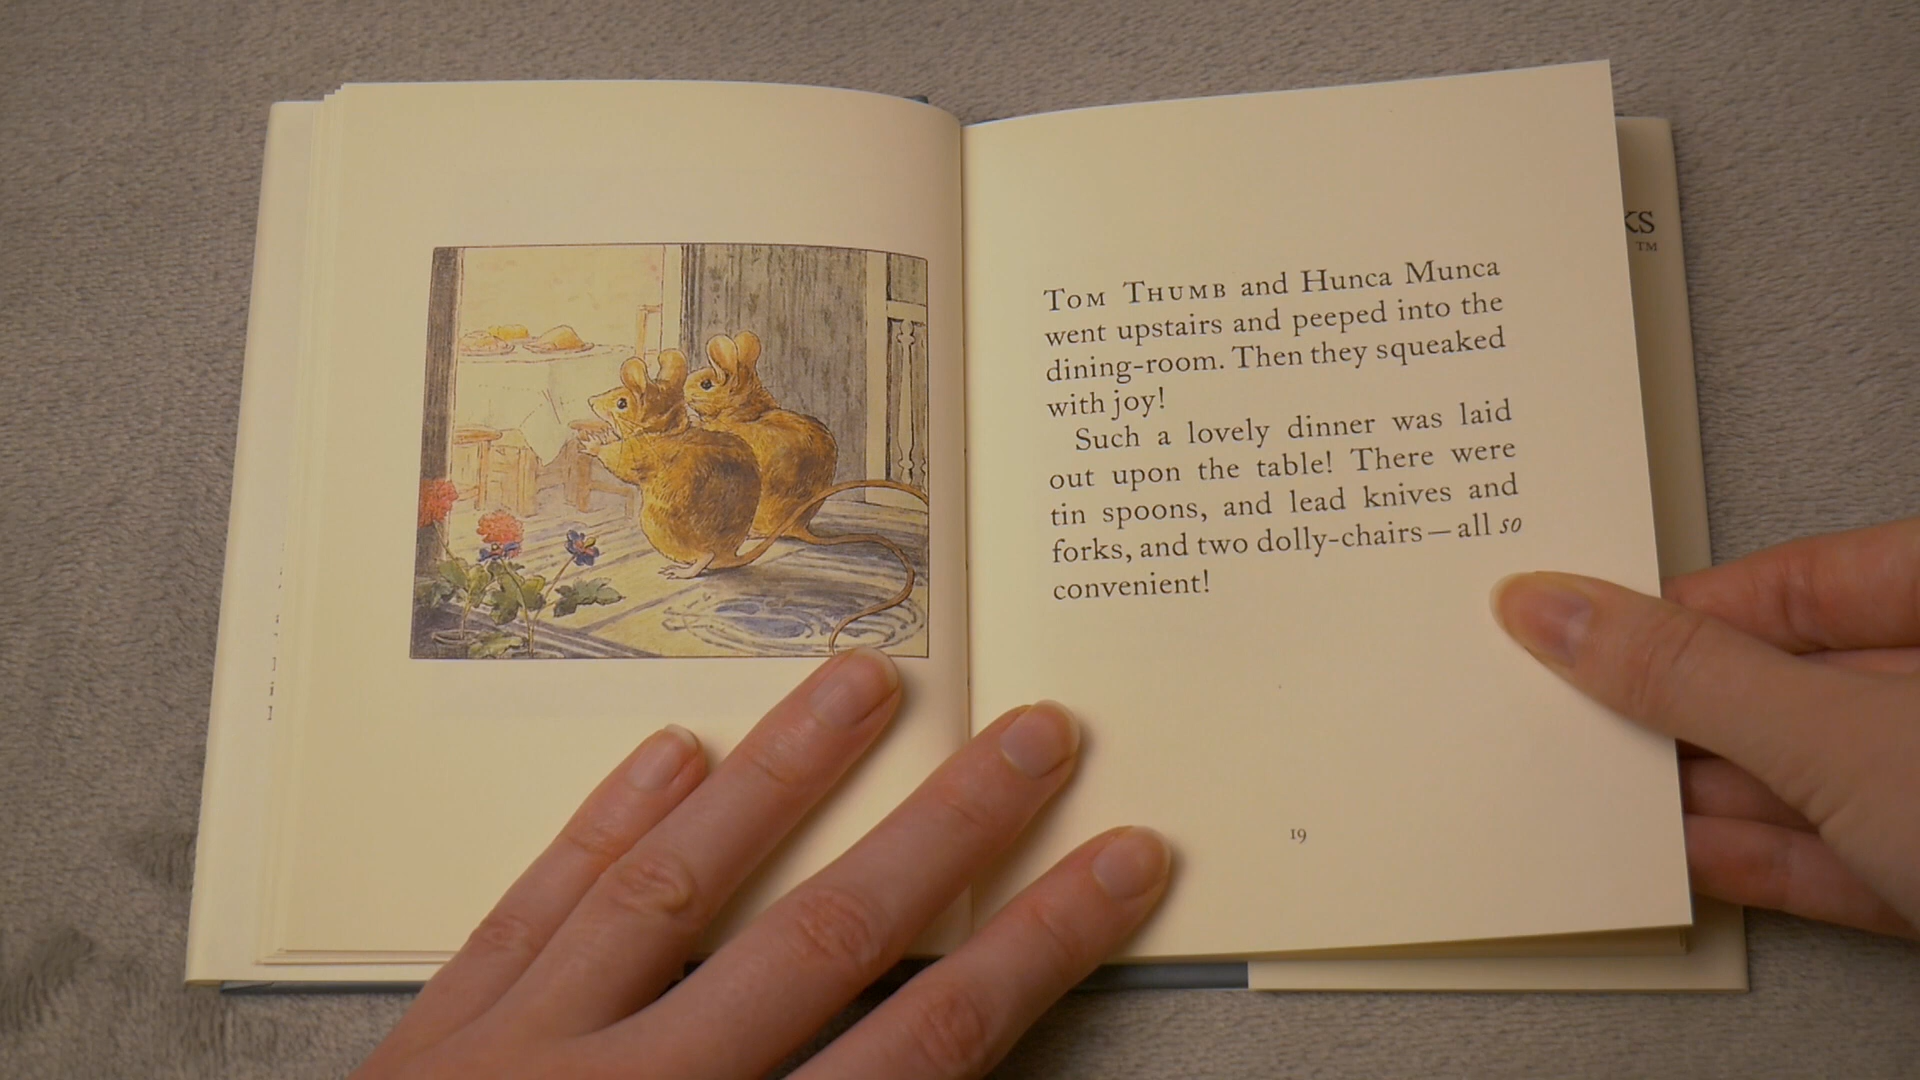 TOM THUMB and Hunca Munca
went upstairs and peeped into the
dining-room. Then they squeaked
with joy!
Such a lovely dinner was laid
out upon the table! There were
tin spoons, and lead knives and
forks, and two dolly-chairs—all so
convenient!
19
KS
TM